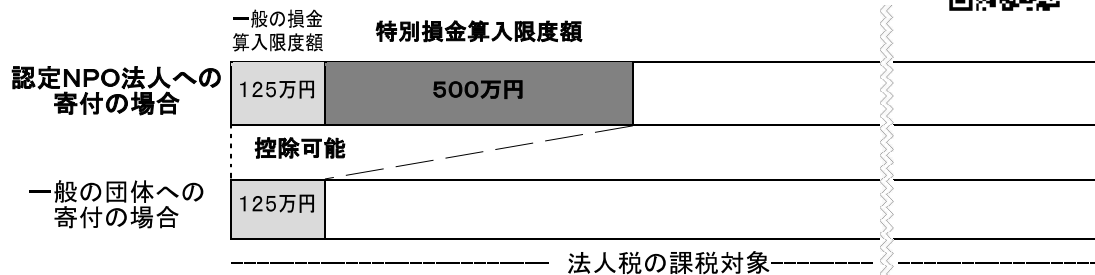 一般の損金
算入限度額
特別損金算入限度額
認定NPO法人への
寄付の場合
125万円
500万円
控除可能
一般の団体への
寄付の場合
125万円
法人税の課税対象